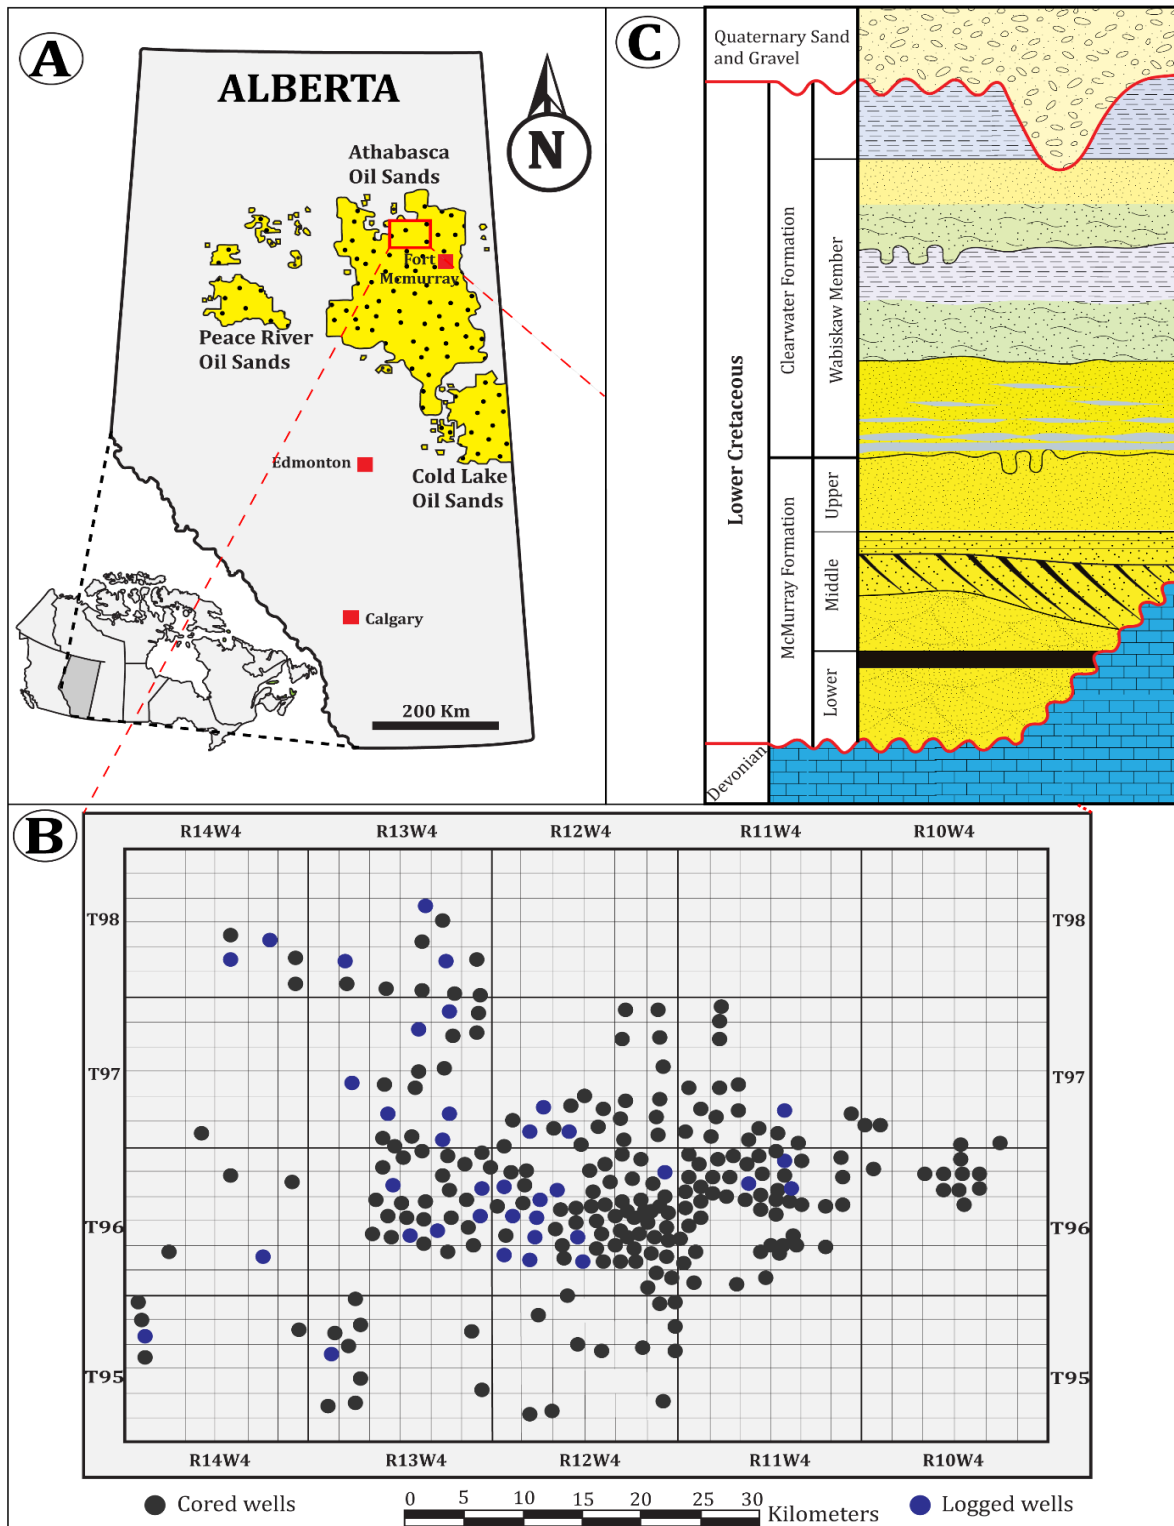 A
ALBERTA
N
Athabasca
Oil Sands
Fort
Mcmurray
Peace River
Oil Sands
Edmonton
Cold Lake
Oil Sands
Calgary
200 Km
C
Quaternary Sand
and Gravel
Lower Cretaceous
Clearwater Formation
Wabiskaw Member
McMurray Formation
Upper
Middle
Lower
Devonian
B
R14W4 R13W4 R12W4 R11W4 R10W4
T98 T98
T97 T97
T96 T96
T95 T95
R14W4 R13W4 R12W4 R11W4 R10W4
Cored wells
0 5 10 15 20 25 30
Kilometers
Logged wells